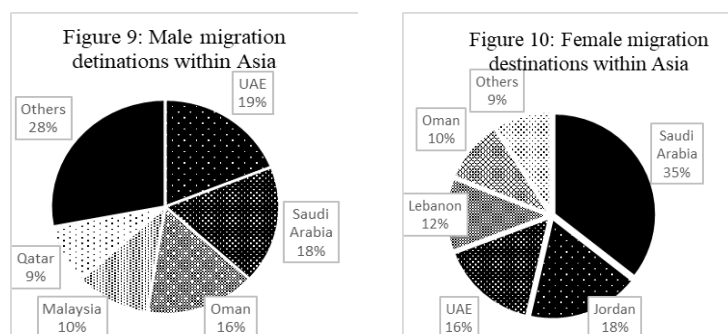 Figure 9: Male migration
detinations within Asia
UAE
19%
Saudi
Arabia
18%
Oman
16%
Malaysia
10%
Qatar
9%
Others
28%
Figure 10: Female migration
destinations within Asia
Saudi
Arabia
35%
Jordan
18%
UAE
16%
Lebanon
12%
Oman
10%
Others
9%